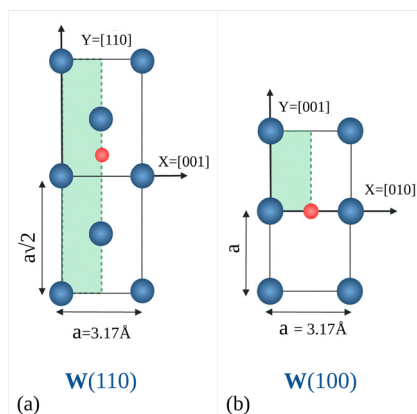 Y=[110]
X=[001]
a√2
a=3.17Å
(a)
W(110)
Y=[001]
X=[010]
a
a = 3.17Å
(b)
W(100)